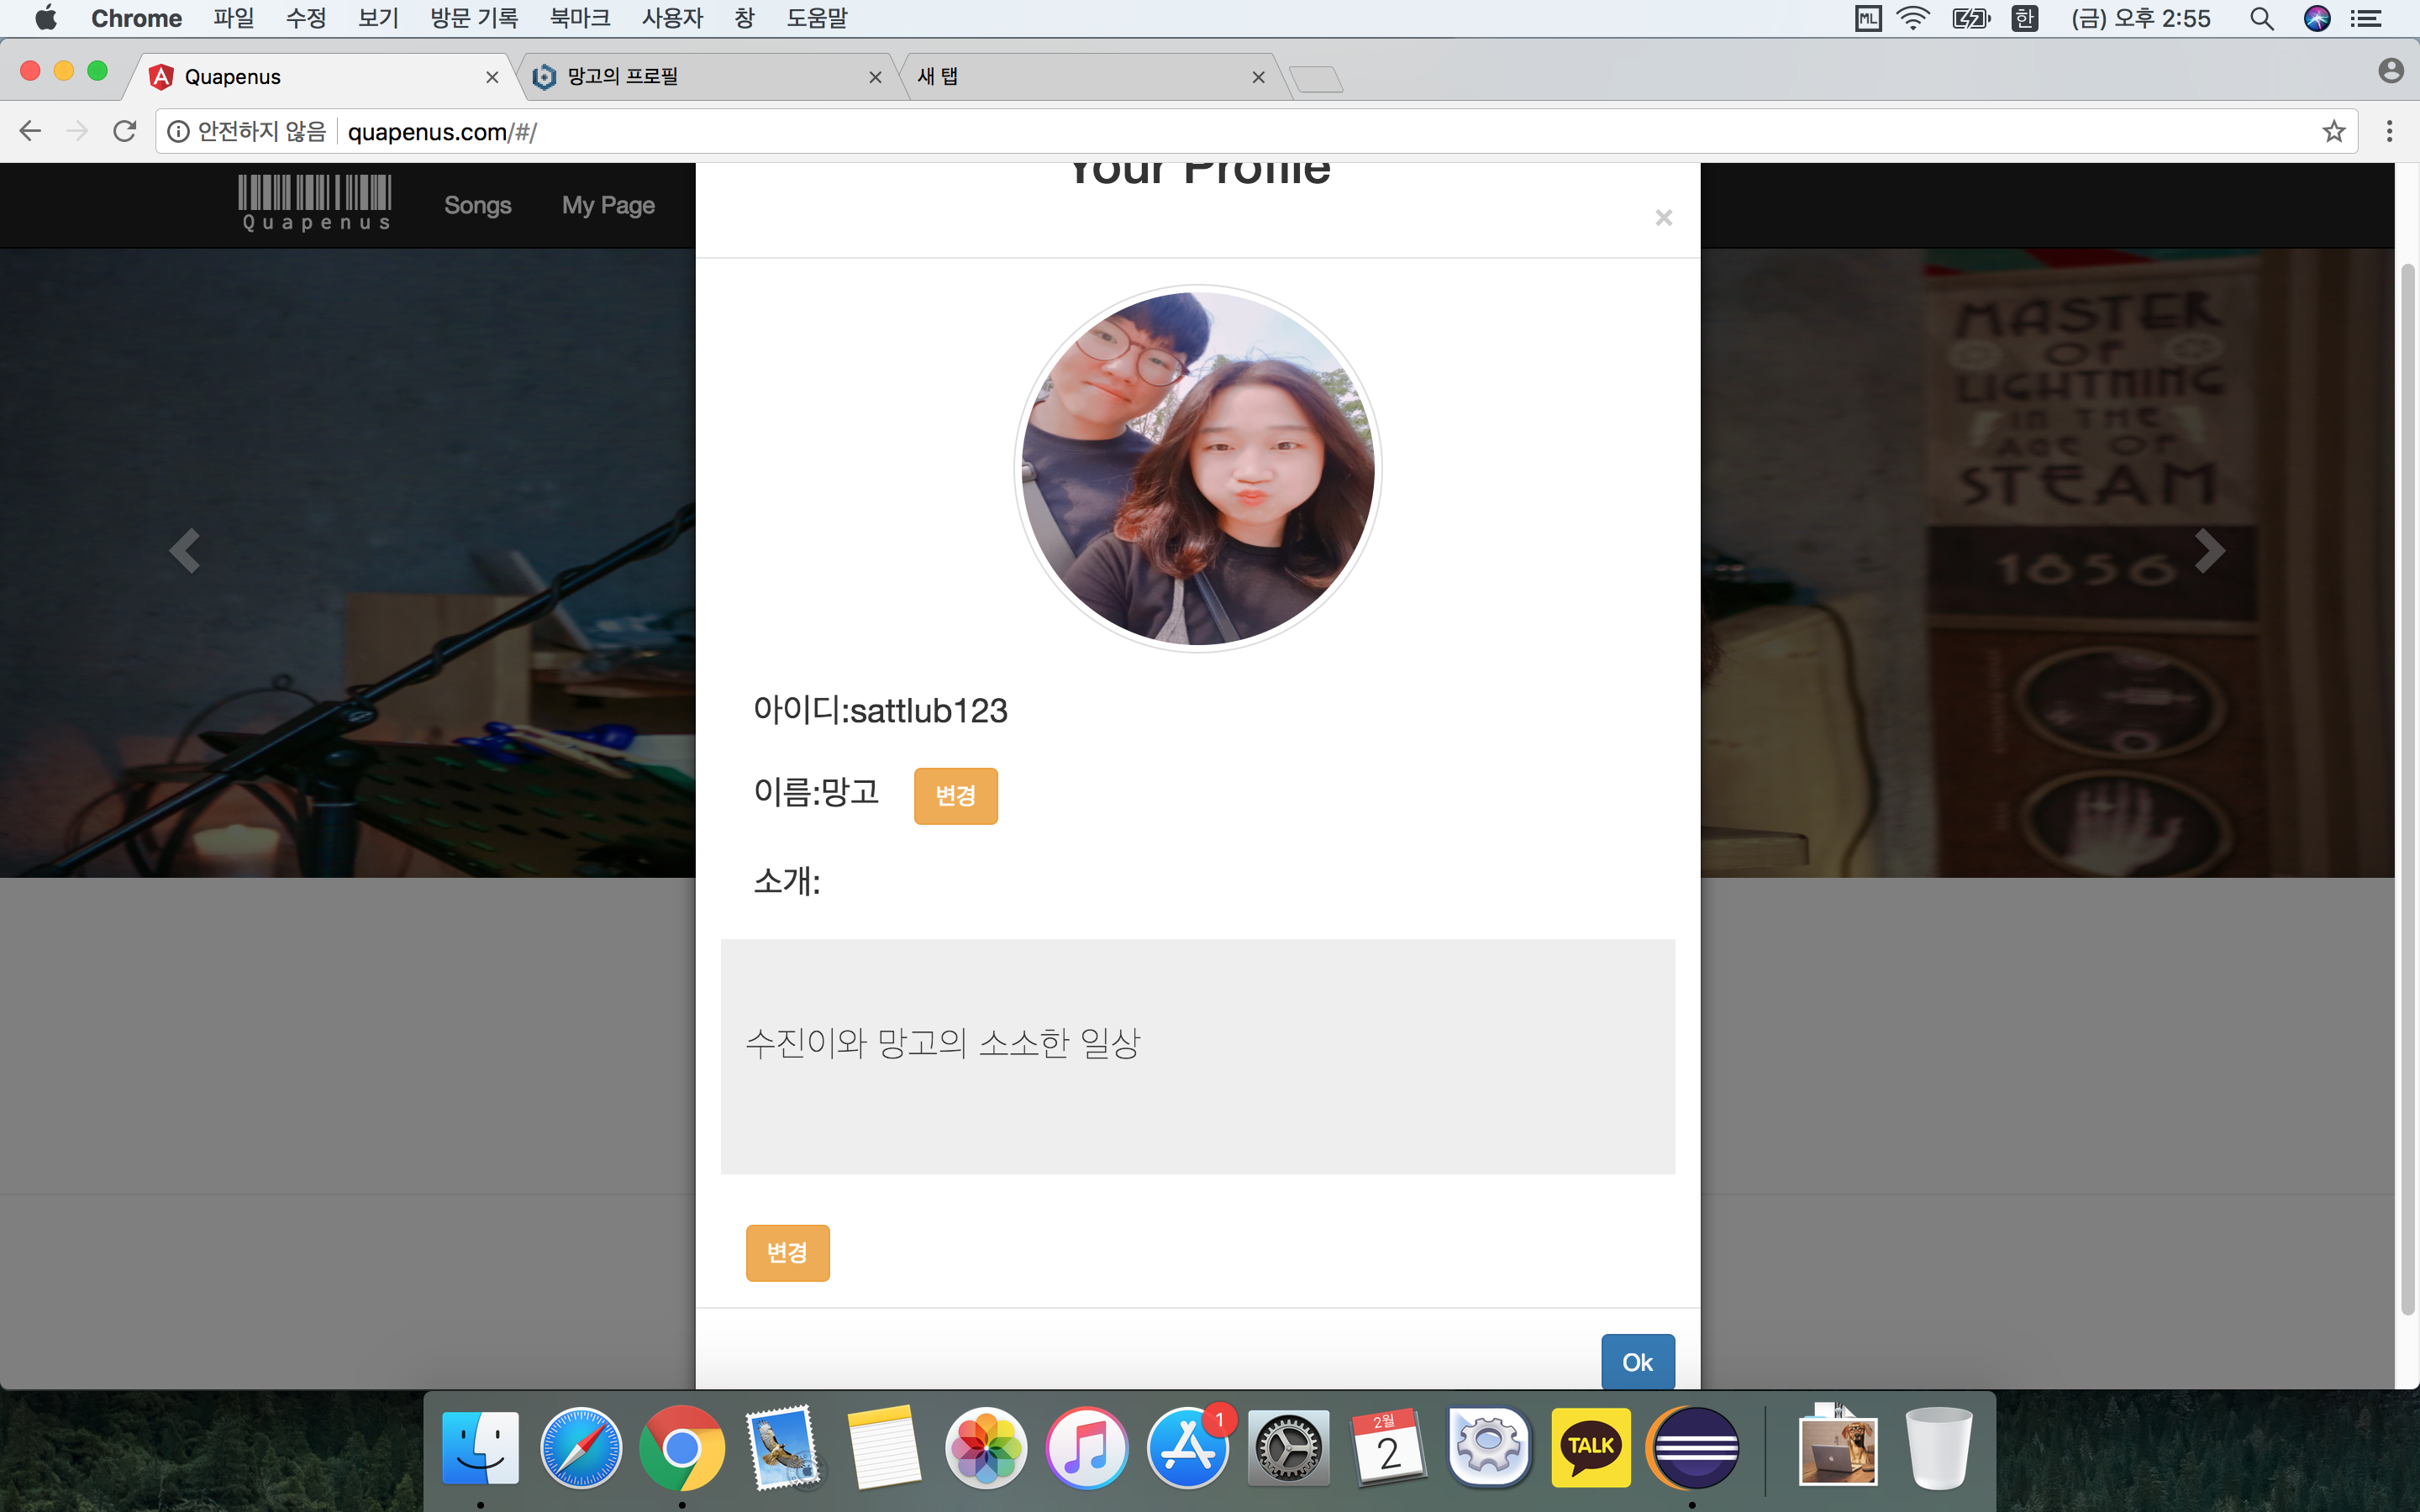 Chrome 파일 수정 보기 방문 기록 북마크 사용자 창 도움말 ML 한 (금) 오후 2:55
Quapenus 망고의 프로필 새 탭
안전하지 않음 quapenus.com/#/
Your Profile
Quapenus Songs My Page
×
MASTER
OF
LIGHTNING
IN THE
AGE OF
STEAM
1856
아이디:sattlub123
이름:망고 변경
소개:
수진이와 망고의 소소한 일상
변경
Ok
1
2월
2
TALK